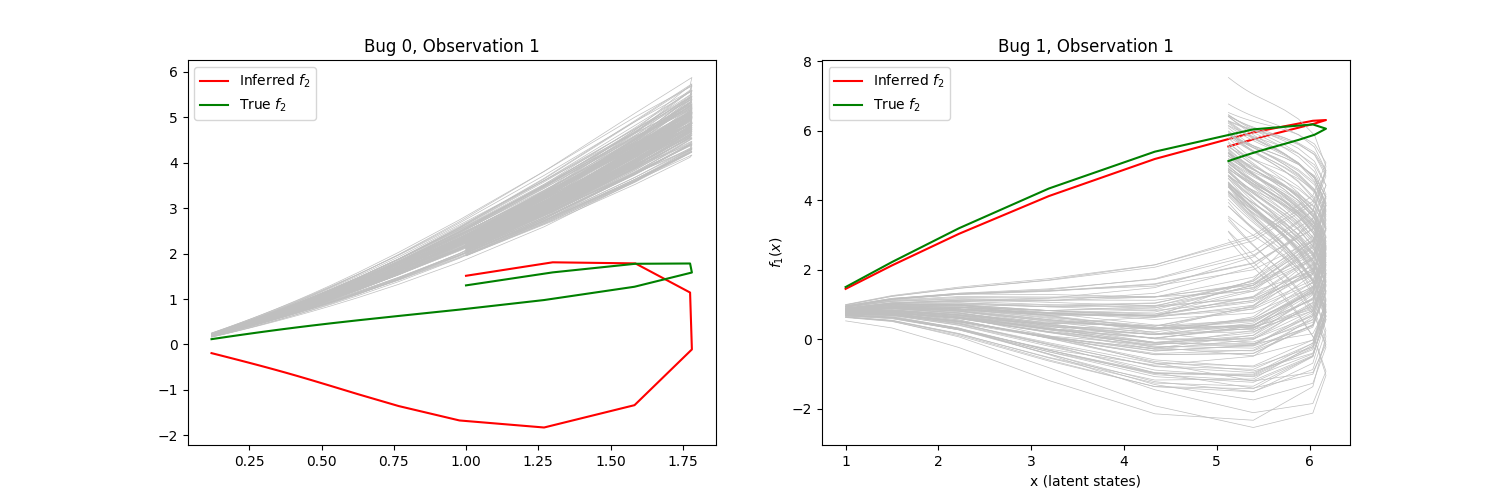 Bug 0, Observation 1
Inferred f₂
True f₂
6
5
4
3
2
1
0
−1
−2
0.25 0.50 0.75 1.00 1.25 1.50 1.75
Bug 1, Observation 1
Inferred f₂
True f₂
8
6
4
2
0
−2
f₁(x)
1 2 3 4 5 6
x (latent states)